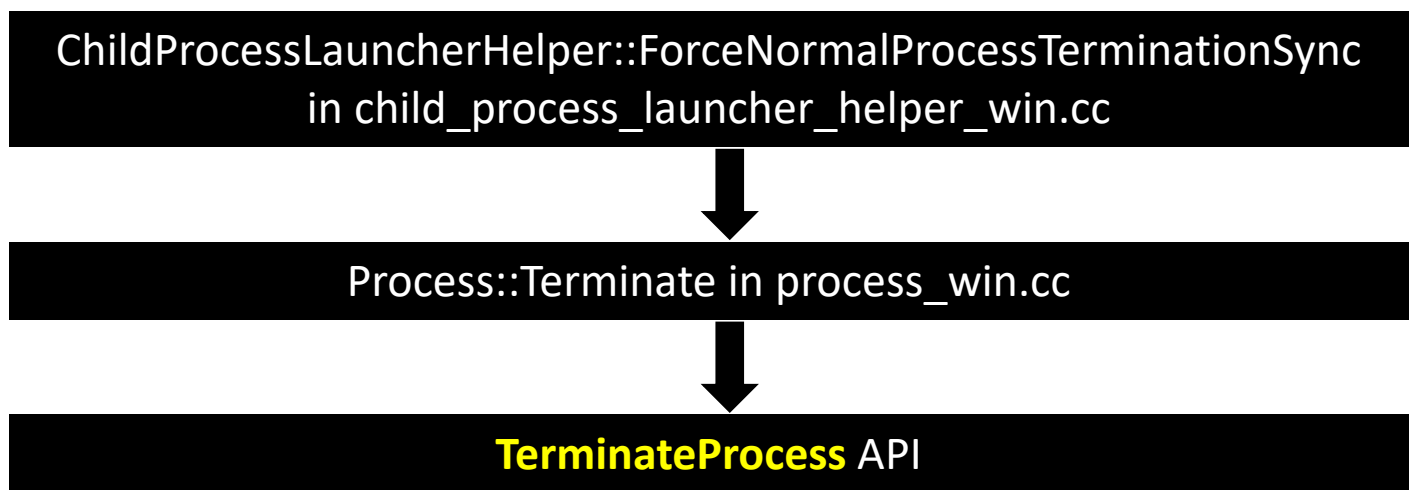 ChildProcessLauncherHelper::ForceNormalProcessTerminationSync
in child_process_launcher_helper_win.cc
Process::Terminate in process_win.cc
TerminateProcess API